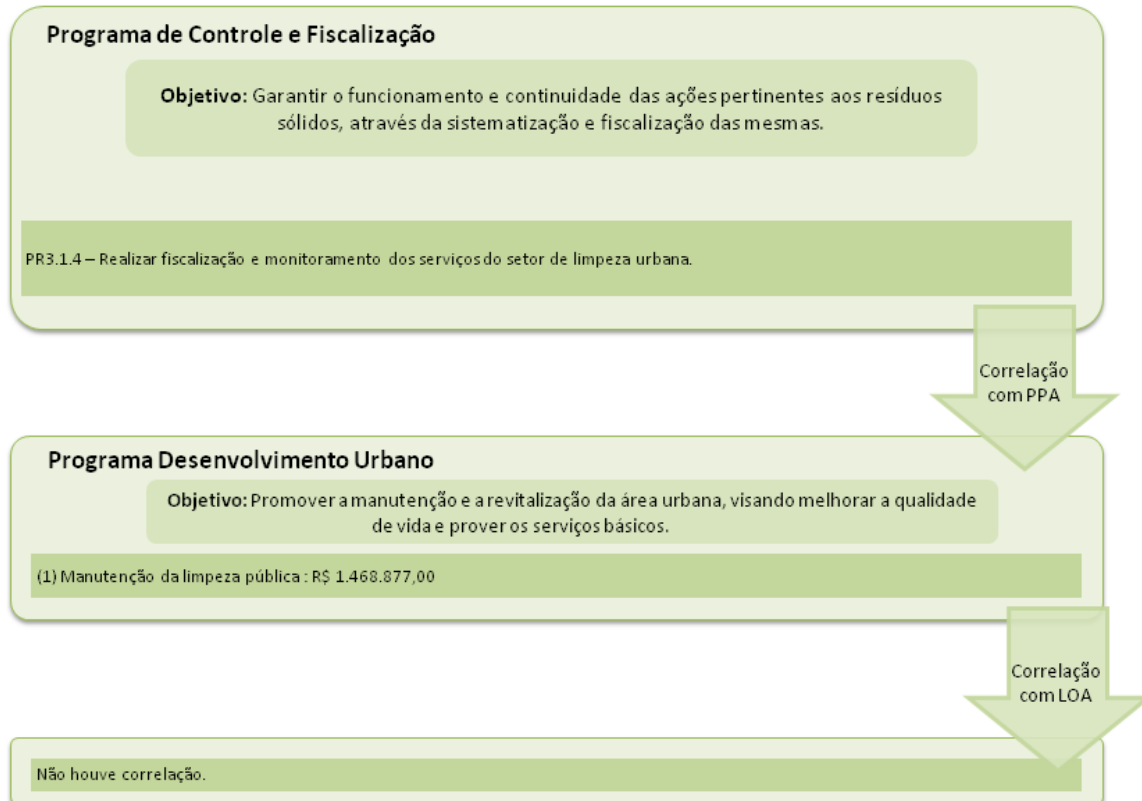 Programa de Controle e Fiscalização
Objetivo: Garantir o funcionamento e continuidade das ações pertinentes aos resíduos
sólidos, através da sistematização e fiscalização das mesmas.
PR3.1.4 – Realizar fiscalização e monitoramento dos serviços do setor de limpeza urbana.
Correlação
com PPA
Programa Desenvolvimento Urbano
Objetivo: Promover a manutenção e a revitalização da área urbana, visando melhorar a qualidade
de vida e prover os serviços básicos.
(1) Manutenção da limpeza pública : R$ 1.468.877,00
Correlação
com LOA
Não houve correlação.